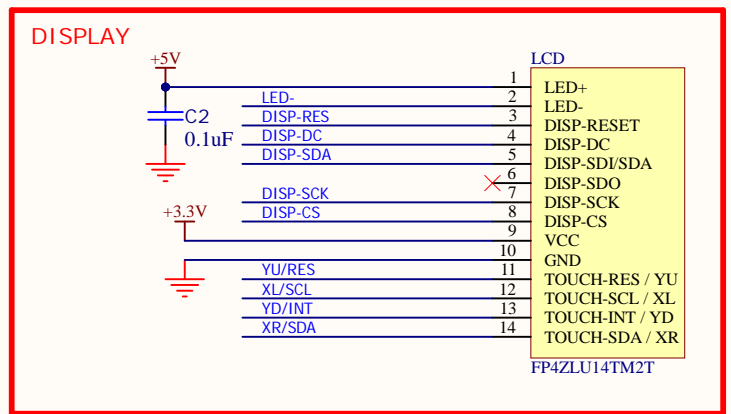 DISPLAY
+5V
LCD
1 LED+
LED- 2 LED-
C2
DISP-RES 3 DISP-RESET
0.1uF
DISP-DC 4 DISP-DC
DISP-SDA 5 DISP-SDI/SDA
6 DISP-SDO
DISP-SCK 7 DISP-SCK
+3.3V
DISP-CS 8 DISP-CS
9 VCC
10 GND
YU/RES 11 TOUCH-RES / YU
XL/SCL 12 TOUCH-SCL / XL
YD/INT 13 TOUCH-INT / YD
XR/SDA 14 TOUCH-SDA / XR
FP4ZLU14TM2T